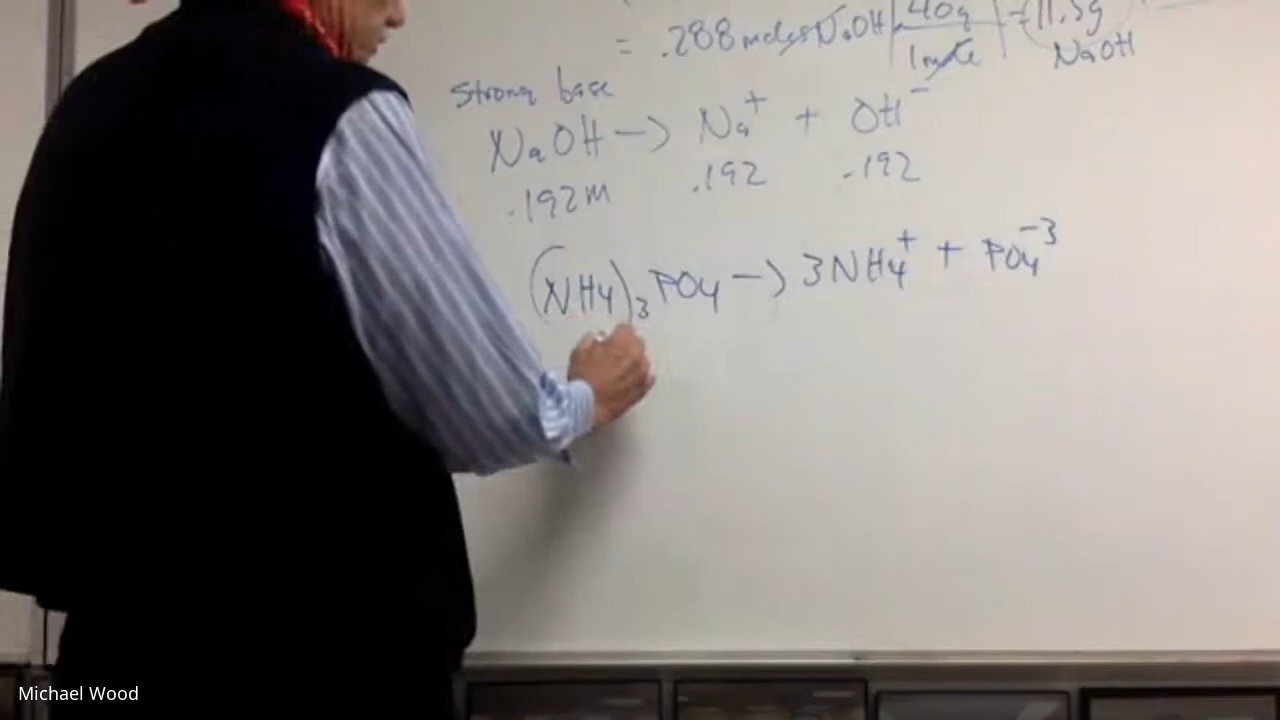 = .288 moles NaOH | 40g / 1 mole | = 11.5g NaOH
Strong base
NaOH → Na⁺ + OH⁻
.192M .192 .192
(NH₄)₃PO₄ → 3NH₄⁺ + PO₄⁻³
Michael Wood